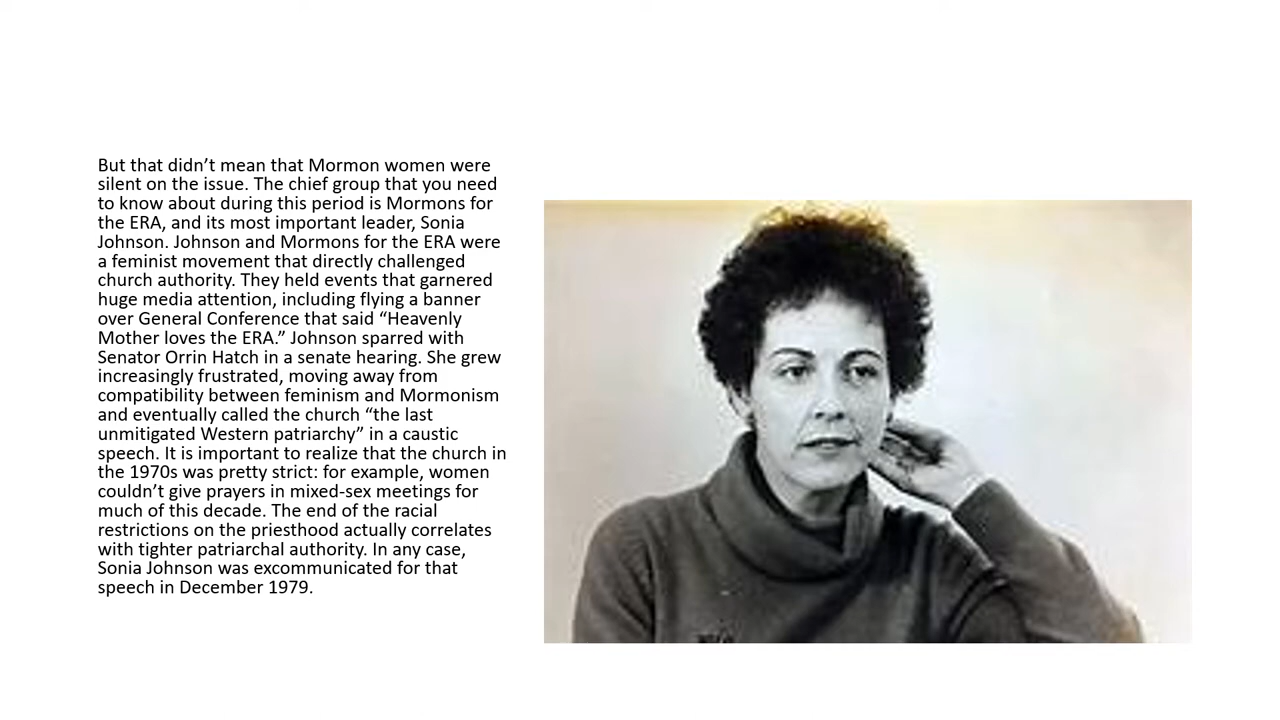 But that didn’t mean that Mormon women were
silent on the issue. The chief group that you need
to know about during this period is Mormons for
the ERA, and its most important leader, Sonia
Johnson. Johnson and Mormons for the ERA were
a feminist movement that directly challenged
church authority. They held events that garnered
huge media attention, including flying a banner
over General Conference that said “Heavenly
Mother loves the ERA.” Johnson sparred with
Senator Orrin Hatch in a senate hearing. She grew
increasingly frustrated, moving away from
compatibility between feminism and Mormonism
and eventually called the church “the last
unmitigated Western patriarchy” in a caustic
speech. It is important to realize that the church in
the 1970s was pretty strict: for example, women
couldn’t give prayers in mixed-sex meetings for
much of this decade. The end of the racial
restrictions on the priesthood actually correlates
with tighter patriarchal authority. In any case,
Sonia Johnson was excommunicated for that
speech in December 1979.